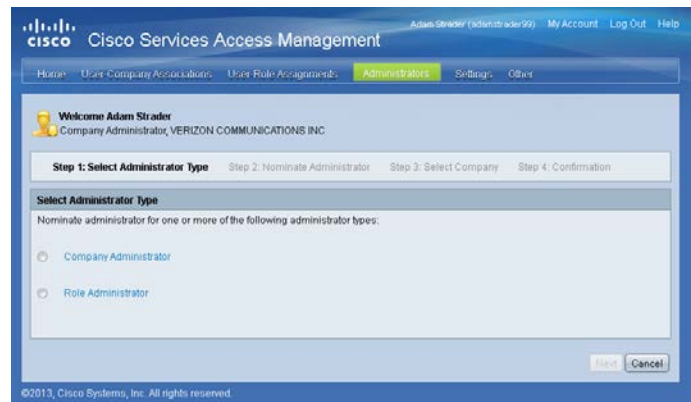 Adam Strader (adamstrader99) My Account Log Out Help
CISCO Cisco Services Access Management
Home User-Company Associations User-Role Assignments Administrators Settings Other
Welcome Adam Strader
Company Administrator, VERIZON COMMUNICATIONS INC
Step 1: Select Administrator Type Step 2: Nominate Administrator Step 3: Select Company Step 4: Confirmation
Select Administrator Type
Nominate administrator for one or more of the following administrator types:
Company Administrator
Role Administrator
Next Cancel
©2013, Cisco Systems, Inc. All rights reserved.